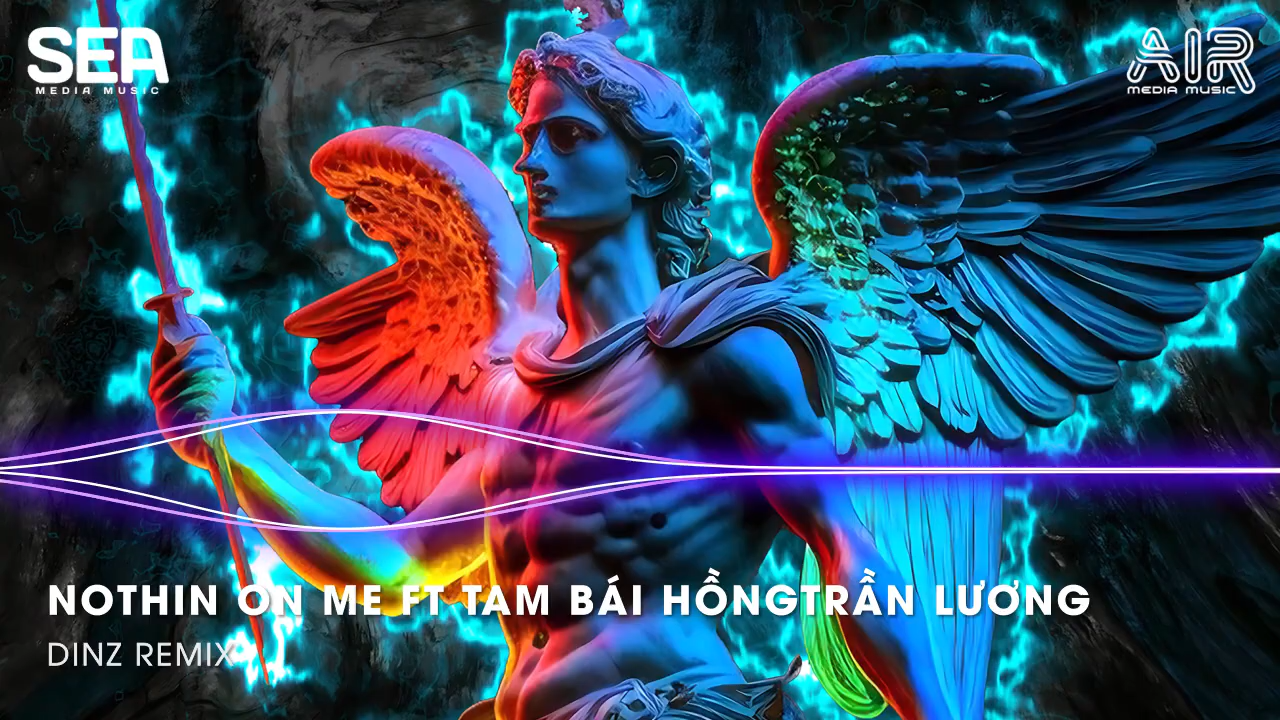 SEA
MEDIA MUSIC
AIR
MEDIA MUSIC
NOTHIN ON ME FT TAM BÁI HỒNGTRẦN LƯƠNG
DINZ REMIX